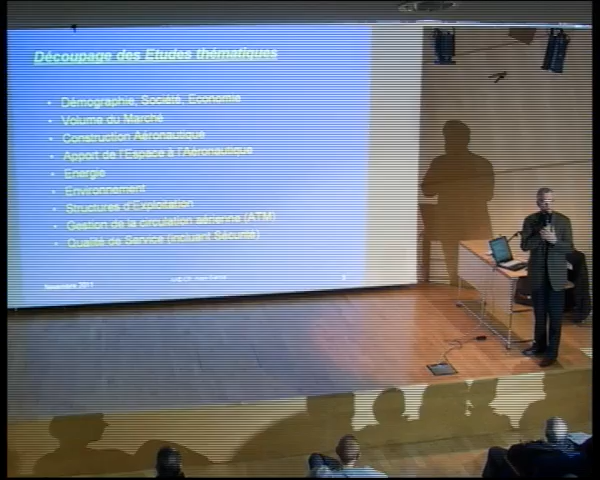 Découpage des Etudes thématiques
• Démographie, Société, Economie
• Volume du Marché
• Construction Aéronautique
• Apport de l'Espace à l'Aéronautique
• Energie
• Environnement
• Structures d'Exploitation
• Gestion de la circulation aérienne (ATM)
• Qualité de Service (incluant Sécurité)
Novembre 2011